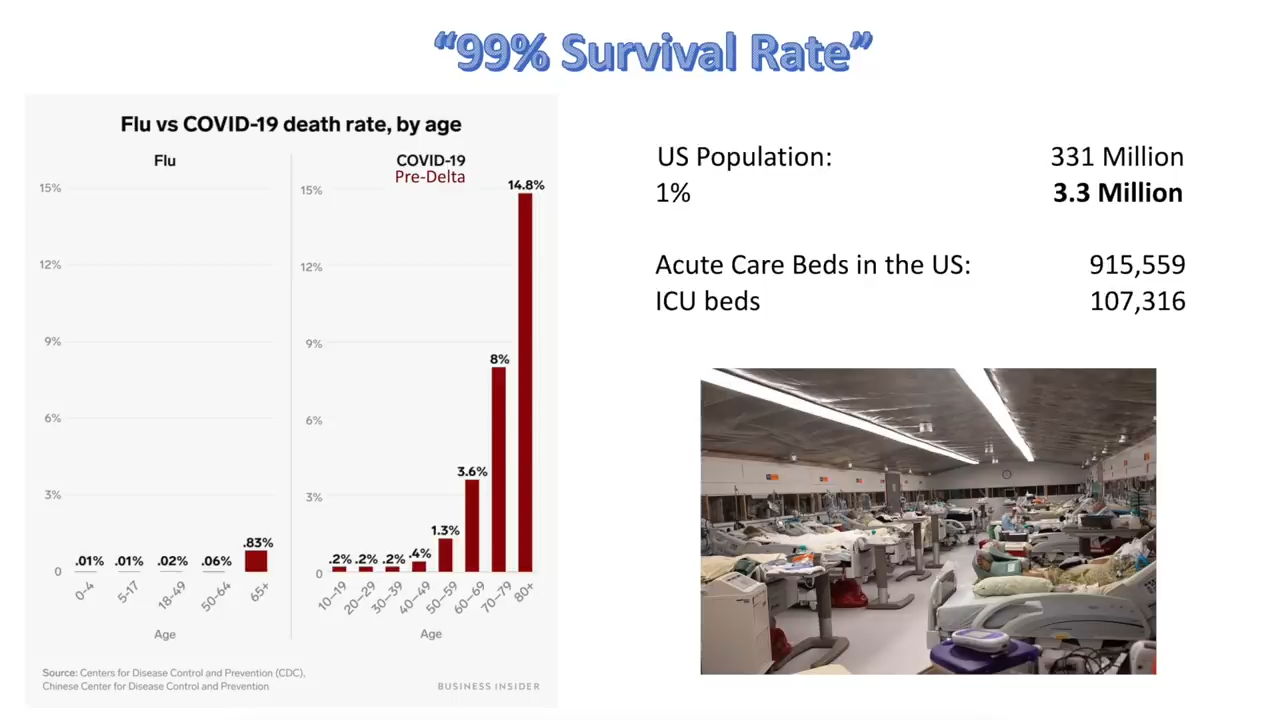 “99% Survival Rate”
Flu vs COVID-19 death rate, by age
Flu
15%
12%
9%
6%
3%
0
.01%
.01%
.02%
.06%
.83%
0-4
5-17
18-49
50-64
65+
Age
COVID-19
Pre-Delta
15%
12%
9%
6%
3%
0
.2%
.2%
.2%
.4%
1.3%
3.6%
8%
14.8%
10–19
20–29
30–39
40–49
50–59
60–69
70–79
80+
Age
Source: Centers for Disease Control and Prevention (CDC),
Chinese Center for Disease Control and Prevention
BUSINESS INSIDER
US Population: 331 Million
1% 3.3 Million
Acute Care Beds in the US: 915,559
ICU beds 107,316